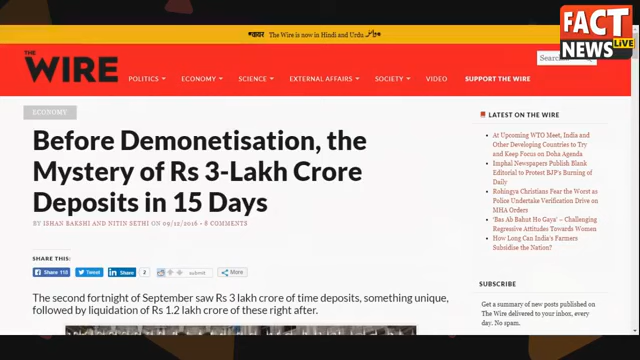 FACT
NEWS LIVE
The Wire is now in Hindi and Urdu
THE
WIRE
POLITICS
ECONOMY
SCIENCE
EXTERNAL AFFAIRS
SOCIETY
VIDEO
SUPPORT THE WIRE
ECONOMY
Before Demonetisation, the
Mystery of Rs 3-Lakh Crore
Deposits in 15 Days
BY ISHAN BAKSHI AND NITIN SETHI ON 09/12/2016 • 8 COMMENTS
SHARE THIS:
Share 110
Tweet
Share
2
submit
More
The second fortnight of September saw Rs 3 lakh crore of time deposits, something unique,
followed by liquidation of Rs 1.2 lakh crore of these right after.
LATEST ON THE WIRE
At Upcoming WTO Meet, India and
Other Developing Countries to Try
and Keep Focus on Doha Agenda
Imphal Newspapers Publish Blank
Editorial to Protest BJP's Burning of
Daily
Rohingya Christians Fear the Worst as
Police Undertake Verification Drive on
MHA Orders
'Bas Ab Bahut Ho Gaya' – Challenging
Regressive Attitudes Towards Women
How Long Can India's Farmers
Subsidise the Nation?
SUBSCRIBE
Get a summary of new posts published on
The Wire delivered to your inbox, every
day. No spam.